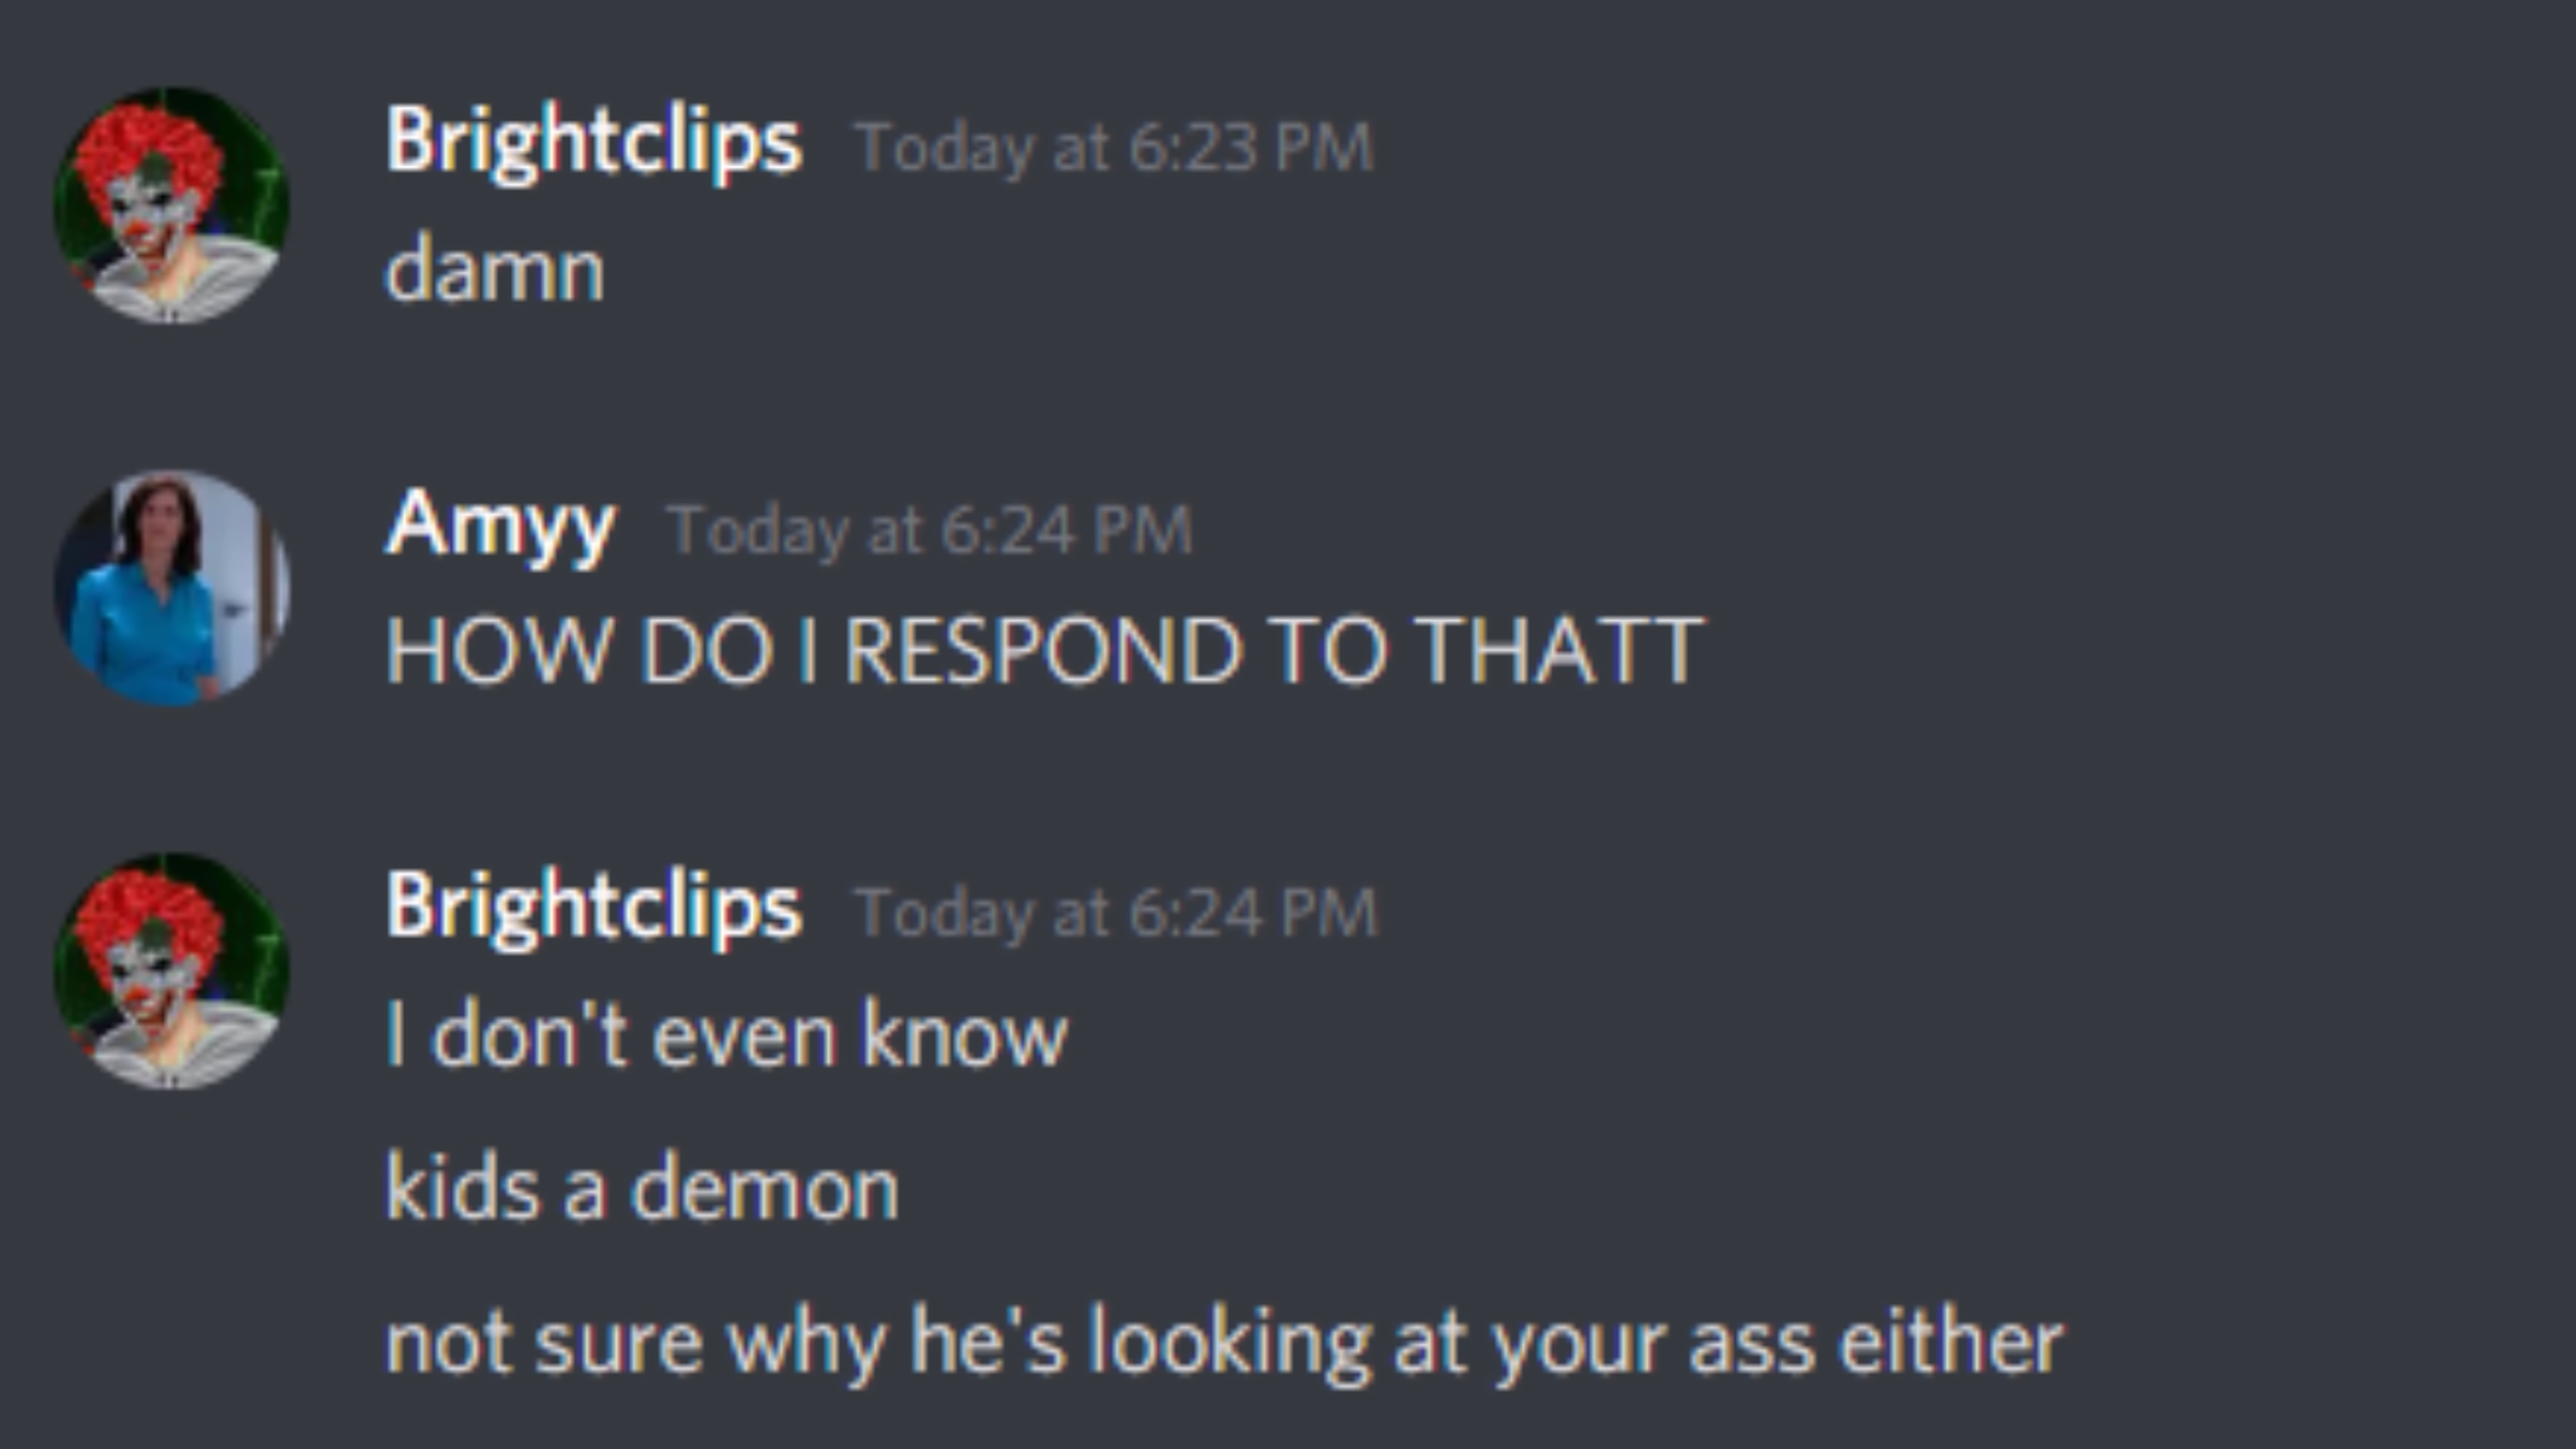 Brightclips Today at 6:23 PM
damn
Amyy Today at 6:24 PM
HOW DO I RESPOND TO THATT
Brightclips Today at 6:24 PM
I don't even know
kids a demon
not sure why he's looking at your ass either